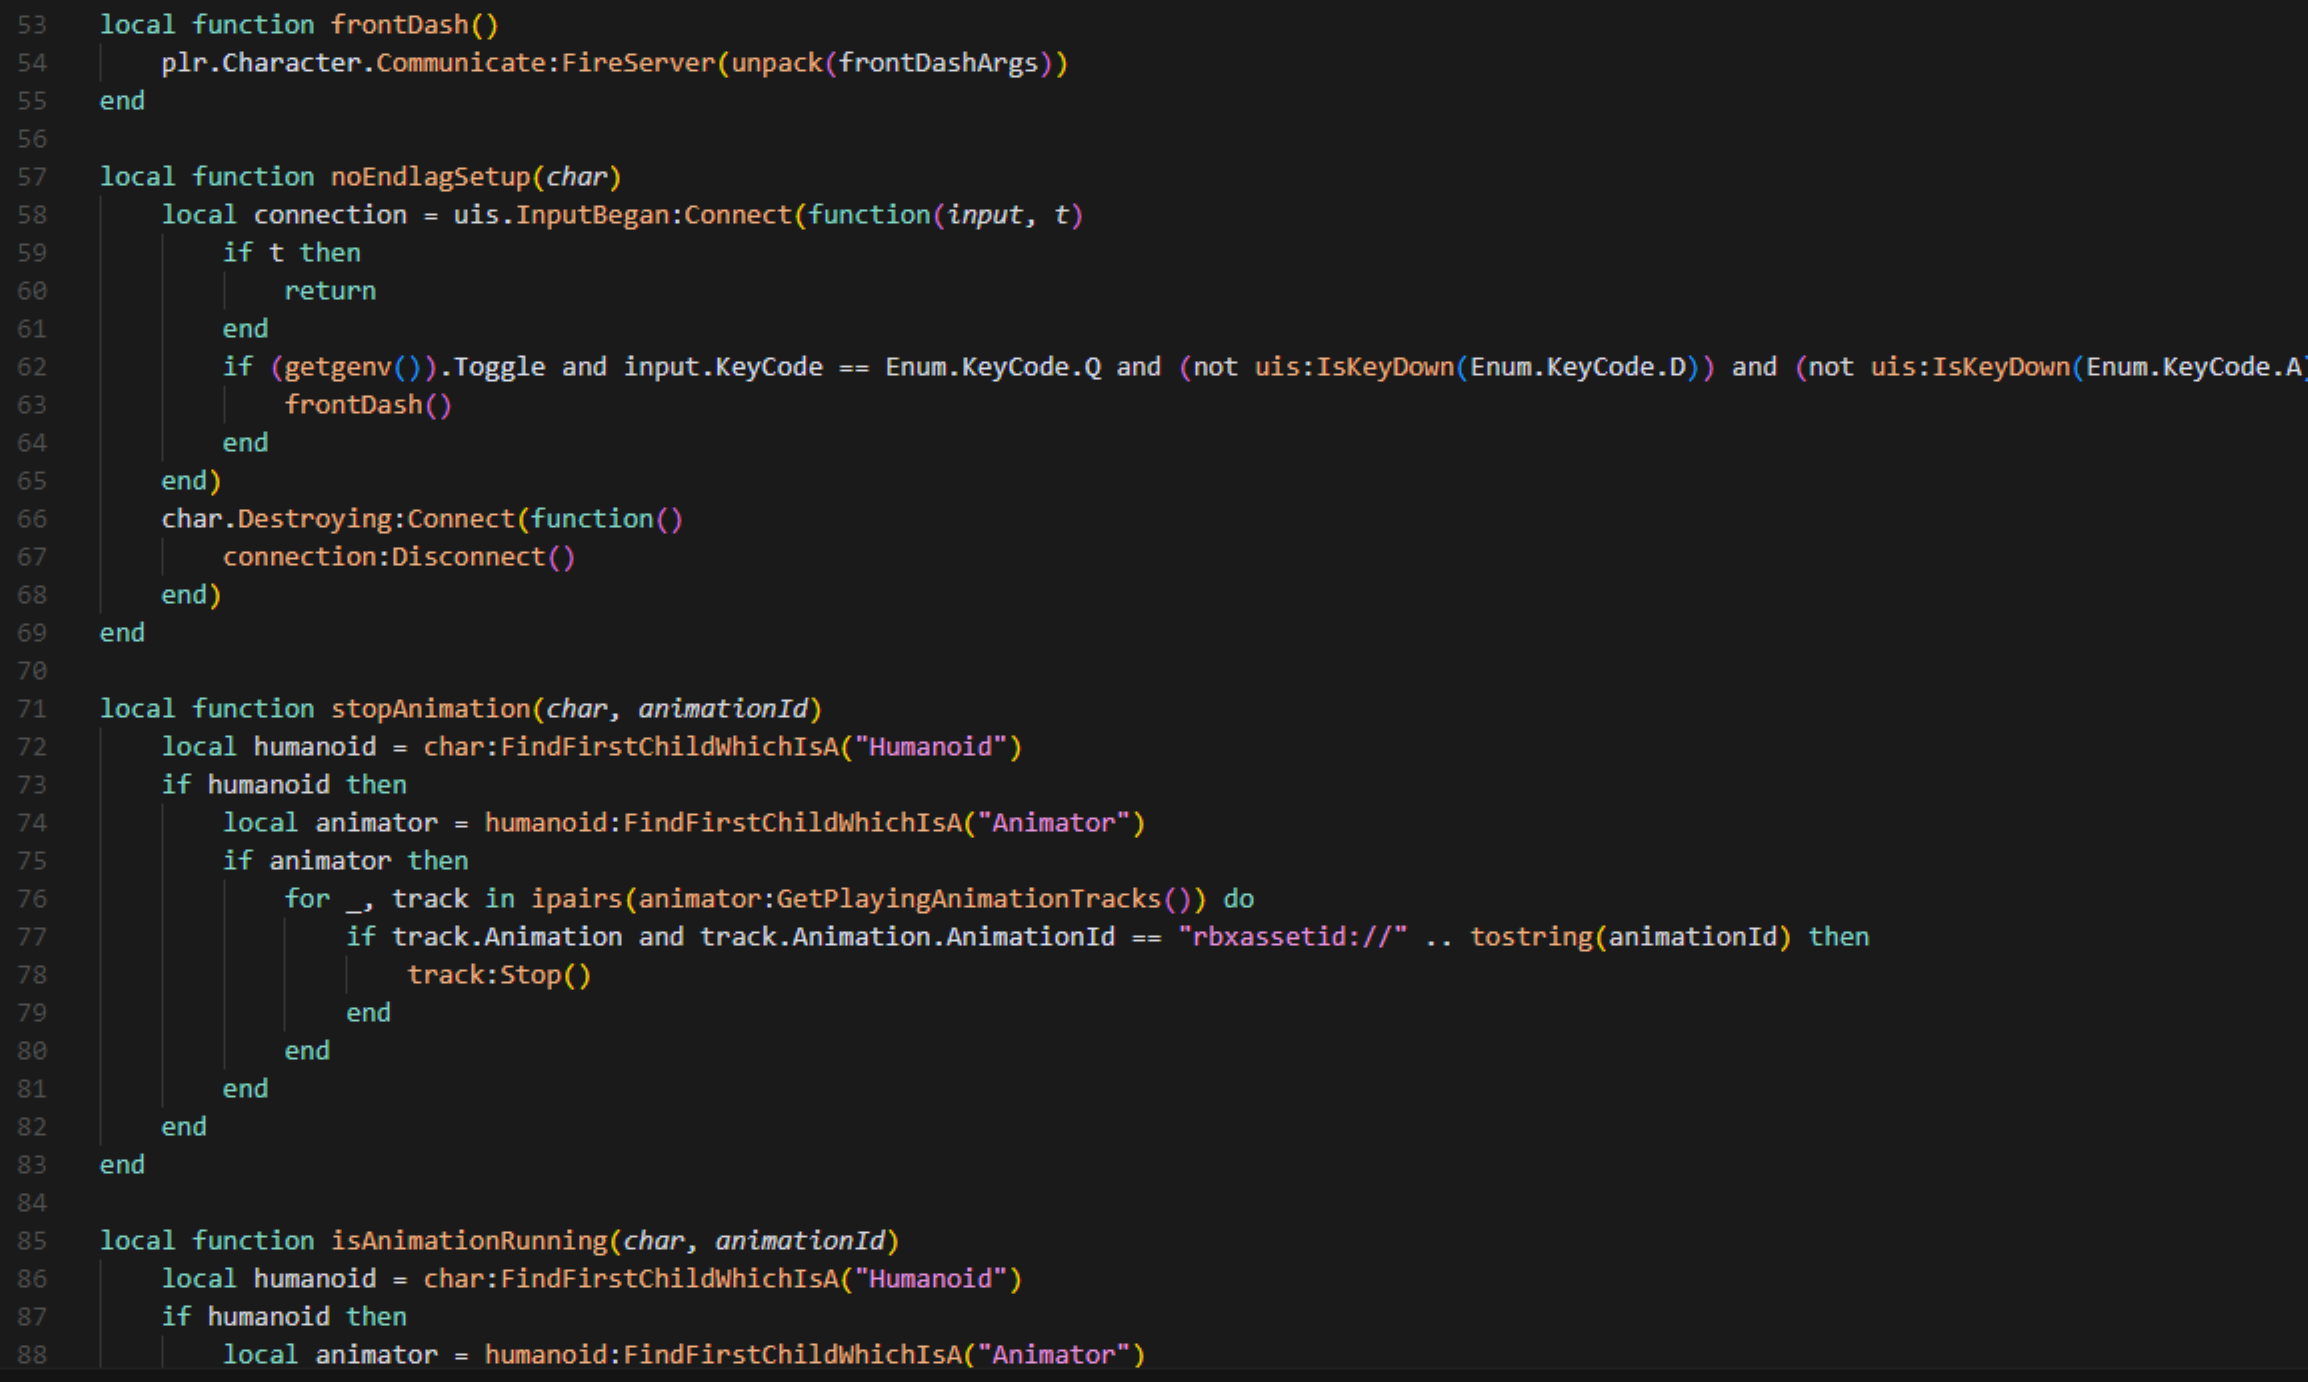 53 local function frontDash()
54 plr.Character.Communicate:FireServer(unpack(frontDashArgs))
55 end
56
57 local function noEndlagSetup(char)
58 local connection = uis.InputBegan:Connect(function(input, t)
59 if t then
60 return
61 end
62 if (getgenv()).Toggle and input.KeyCode == Enum.KeyCode.Q and (not uis:IsKeyDown(Enum.KeyCode.D)) and (not uis:IsKeyDown(Enum.KeyCode.A)
63 frontDash()
64 end
65 end)
66 char.Destroying:Connect(function()
67 connection:Disconnect()
68 end)
69 end
70
71 local function stopAnimation(char, animationId)
72 local humanoid = char:FindFirstChildWhichIsA("Humanoid")
73 if humanoid then
74 local animator = humanoid:FindFirstChildWhichIsA("Animator")
75 if animator then
76 for _, track in ipairs(animator:GetPlayingAnimationTracks()) do
77 if track.Animation and track.Animation.AnimationId == "rbxassetid://" .. tostring(animationId) then
78 track:Stop()
79 end
80 end
81 end
82 end
83 end
84
85 local function isAnimationRunning(char, animationId)
86 local humanoid = char:FindFirstChildWhichIsA("Humanoid")
87 if humanoid then
88 local animator = humanoid:FindFirstChildWhichIsA("Animator")